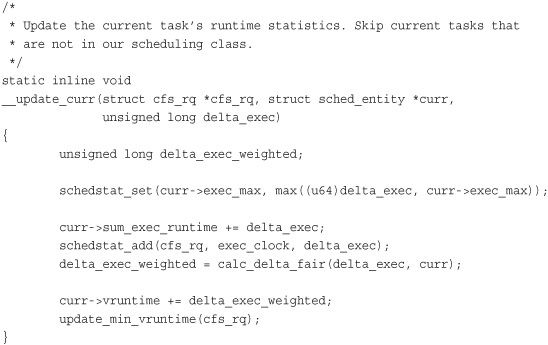 /*
 * Update the current task's runtime statistics. Skip current tasks that
 * are not in our scheduling class.
 */
static inline void
__update_curr(struct cfs_rq *cfs_rq, struct sched_entity *curr,
              unsigned long delta_exec)
{
        unsigned long delta_exec_weighted;

        schedstat_set(curr->exec_max, max((u64)delta_exec, curr->exec_max));

        curr->sum_exec_runtime += delta_exec;
        schedstat_add(cfs_rq, exec_clock, delta_exec);
        delta_exec_weighted = calc_delta_fair(delta_exec, curr);

        curr->vruntime += delta_exec_weighted;
        update_min_vruntime(cfs_rq);
}